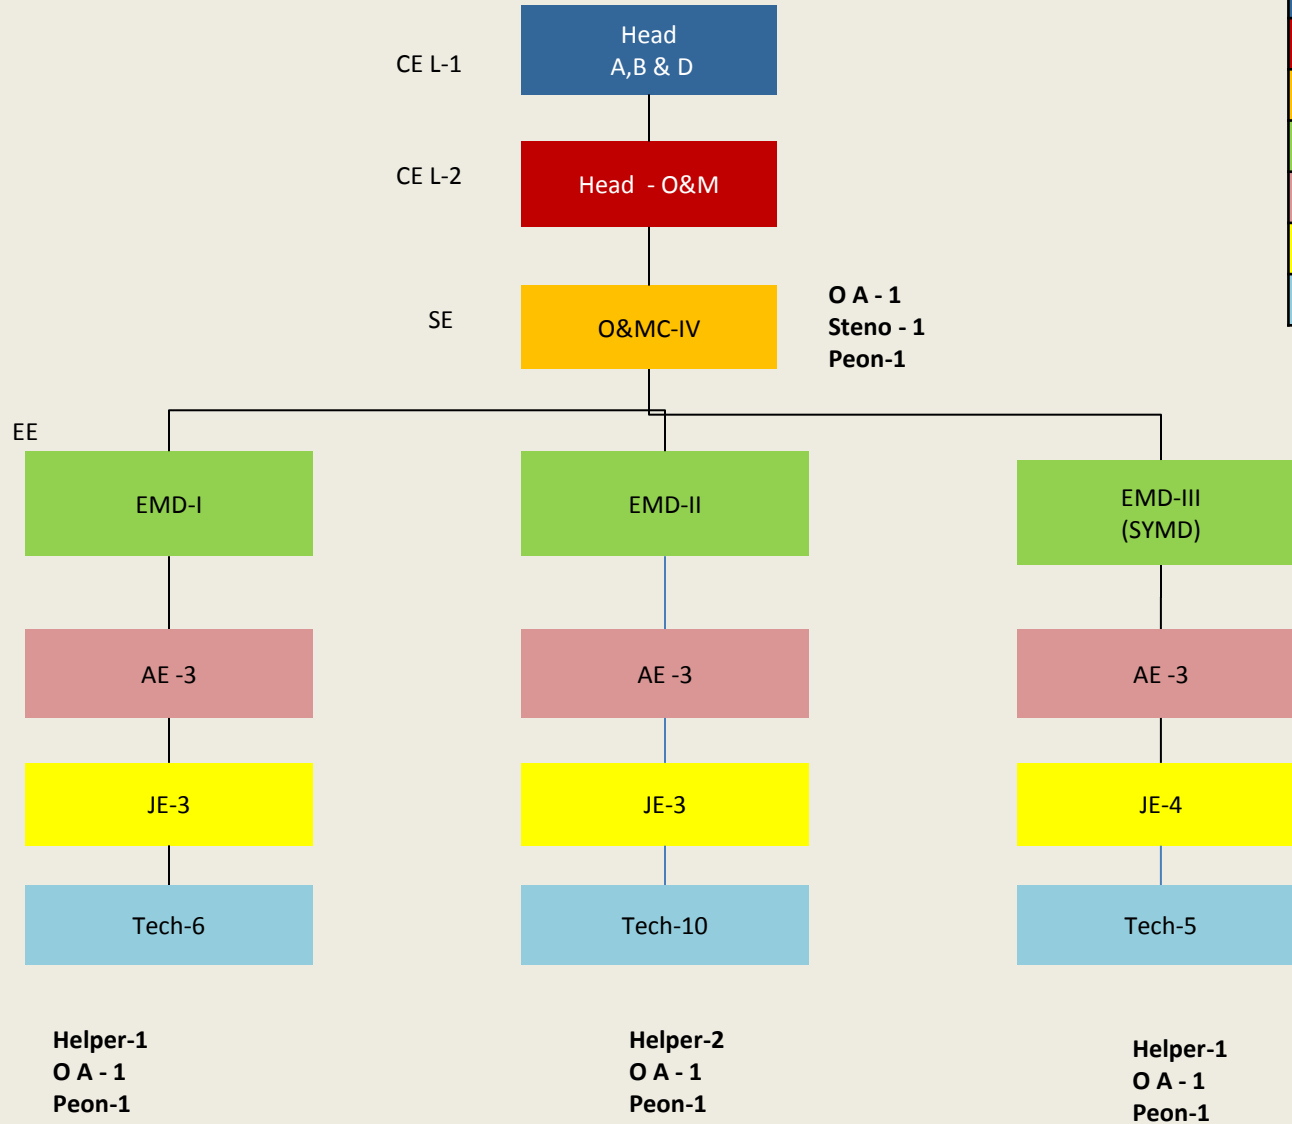 CE L-1
Head
A,B & D
CE L-2
Head - O&M
SE
O&MC-IV
O A - 1
Steno - 1
Peon-1
EE
EMD-I
EMD-II
EMD-III
(SYMD)
AE -3
AE -3
AE -3
JE-3
JE-3
JE-4
Tech-6
Tech-10
Tech-5
Helper-1
O A - 1
Peon-1
Helper-2
O A - 1
Peon-1
Helper-1
O A - 1
Peon-1